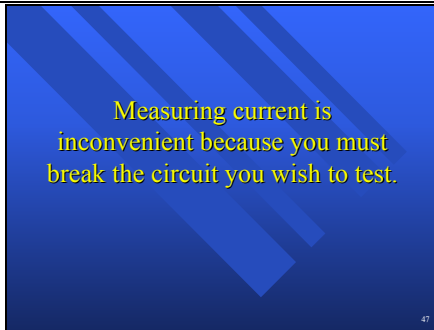 Measuring current is
inconvenient because you must
break the circuit you wish to test.
47